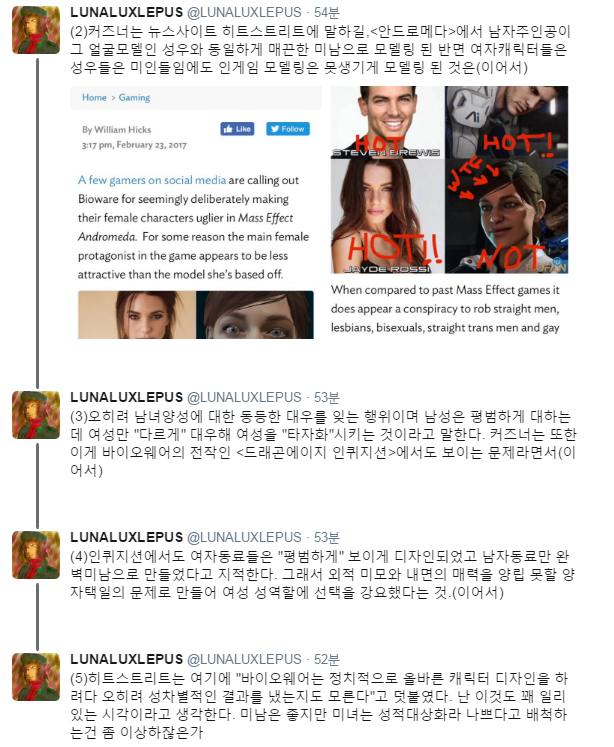 LUNALUXLEPUS @LUNALUXLEPUS · 54분
(2)커즈너는 뉴스사이트 히트스트리트에 말하길,<안드로메다>에서 남자주인공이
그 얼굴모델인 성우와 동일하게 매끈한 미남으로 모델링 된 반면 여자캐릭터들은
성우들은 미인들임에도 인게임 모델링은 못생기게 모델링 된 것은(이어서)
Home > Gaming
By William Hicks
3:17 pm, February 23, 2017
Like
Follow
A few gamers on social media are calling out
Bioware for seemingly deliberately making
their female characters uglier in Mass Effect
Andromeda. For some reason the main female
protagonist in the game appears to be less
attractive than the model she's based off.
HOT
HOT!
STEVEN BREWIS
WTF
HOT!!
NOT
JAYDE ROSSI
When compared to past Mass Effect games it
does appear a conspiracy to rob straight men,
lesbians, bisexuals, straight trans men and gay
LUNALUXLEPUS @LUNALUXLEPUS · 53분
(3)오히려 남녀양성에 대한 동등한 대우를 잊는 행위이며 남성은 평범하게 대하는
데 여성만 "다르게" 대우해 여성을 "타자화"시키는 것이라고 말한다. 커즈너는 또한
이게 바이오웨어의 전작인 <드래곤에이지 인퀴지션>에서도 보이는 문제라면서(이
어서)
LUNALUXLEPUS @LUNALUXLEPUS · 53분
(4)인퀴지션에서도 여자동료들은 "평범하게" 보이게 디자인되었고 남자동료만 완
벽미남으로 만들었다고 지적한다. 그래서 외적 미모와 내면의 매력을 양립 못할 양
자택일의 문제로 만들어 여성 성역할에 선택을 강요했다는 것.(이어서)
LUNALUXLEPUS @LUNALUXLEPUS · 52분
(5)히트스트리트는 여기에 "바이오웨어는 정치적으로 올바른 캐릭터 디자인을 하
려다 오히려 성차별적인 결과를 냈는지도 모른다"고 덧붙였다. 난 이것도 꽤 일리
있는 시각이라고 생각한다. 미남은 좋지만 미녀는 성적대상화라 나쁘다고 배척하
는건 좀 이상하잖은가